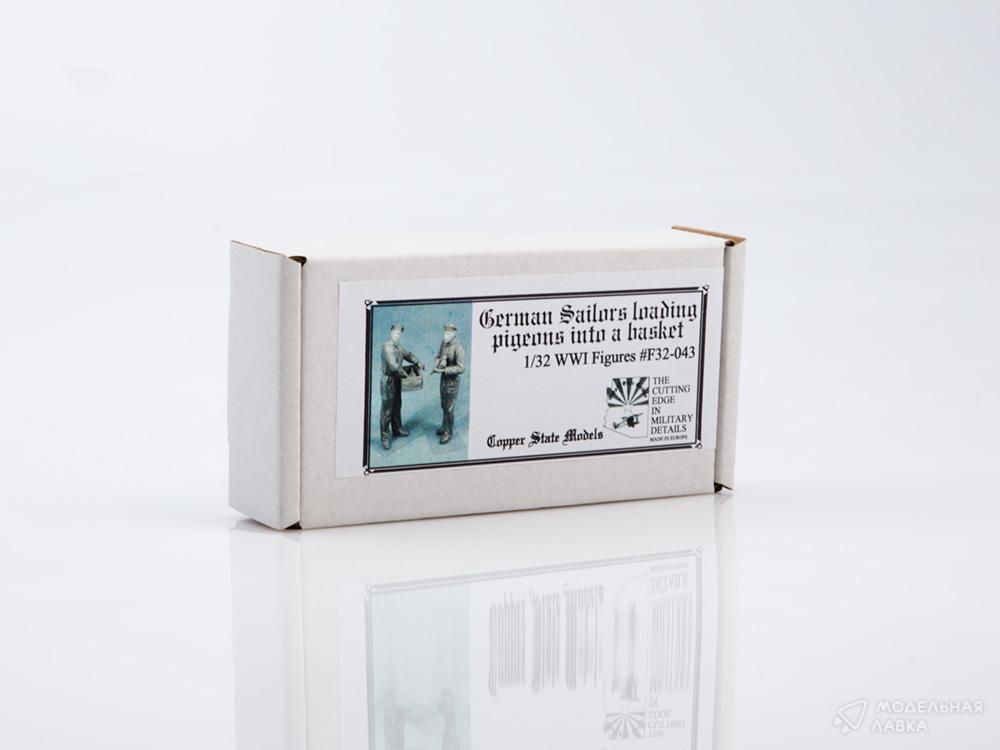 German Sailors loading
pigeons into a basket
1/32 WWI Figures #F32-043
THE
CUTTING
EDGE
IN
MILITARY
DETAILS
MADE IN EUROPE
Copper State Models
МОДЕЛЬНАЯ
ЛАВКА